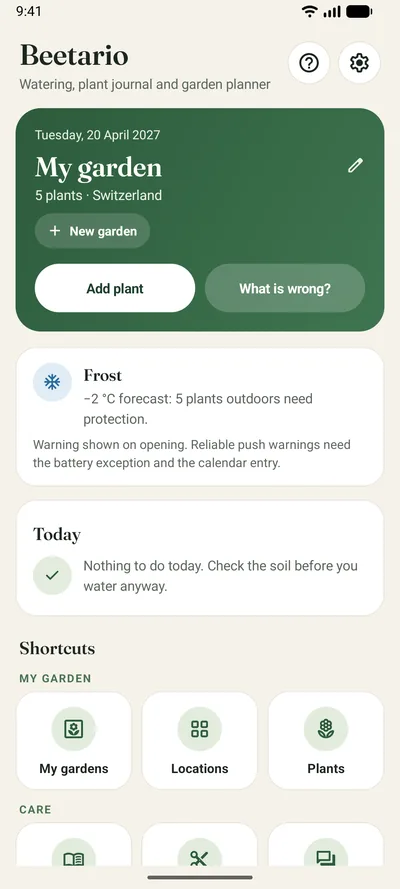 9:41
Beetario
Watering, plant journal and garden planner
Tuesday, 20 April 2027
My garden
5 plants · Switzerland
+ New garden
Add plant
What is wrong?
Frost
−2 °C forecast: 5 plants outdoors need
protection.
Warning shown on opening. Reliable push warnings need
the battery exception and the calendar entry.
Today
Nothing to do today. Check the soil before you
water anyway.
Shortcuts
MY GARDEN
My gardens
Locations
Plants
CARE